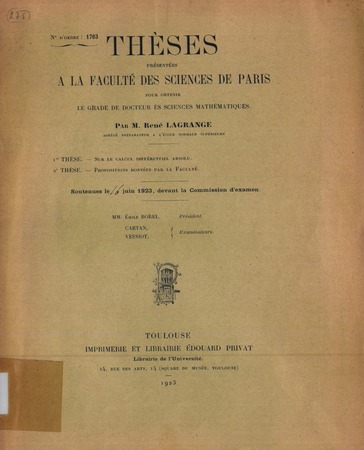 275
N° D'ORDRE : 1763
THÈSES
PRÉSENTÉES
A LA FACULTÉ DES SCIENCES DE PARIS
POUR OBTENIR
LE GRADE DE DOCTEUR ÈS SCIENCES MATHÉMATIQUES
PAR M. René LAGRANGE
AGRÉGÉ PRÉPARATEUR A L'ÉCOLE NORMALE SUPÉRIEURE
1re THÈSE. — SUR LE CALCUL DIFFÉRENTIEL ABSOLU.
2e THÈSE. — PROPOSITIONS DONNÉES PAR LA FACULTÉ.
Soutenues le juin 1923, devant la Commission d'examen.
MM. ÉMILE BOREL, Président.
CARTAN,
VESSIOT, } Examinateurs.
TOULOUSE
IMPRIMERIE ET LIBRAIRIE ÉDOUARD PRIVAT
Librairie de l'Université.
14, RUE DES ARTS, 14 (SQUARE DU MUSÉE, TOULOUSE)
1923